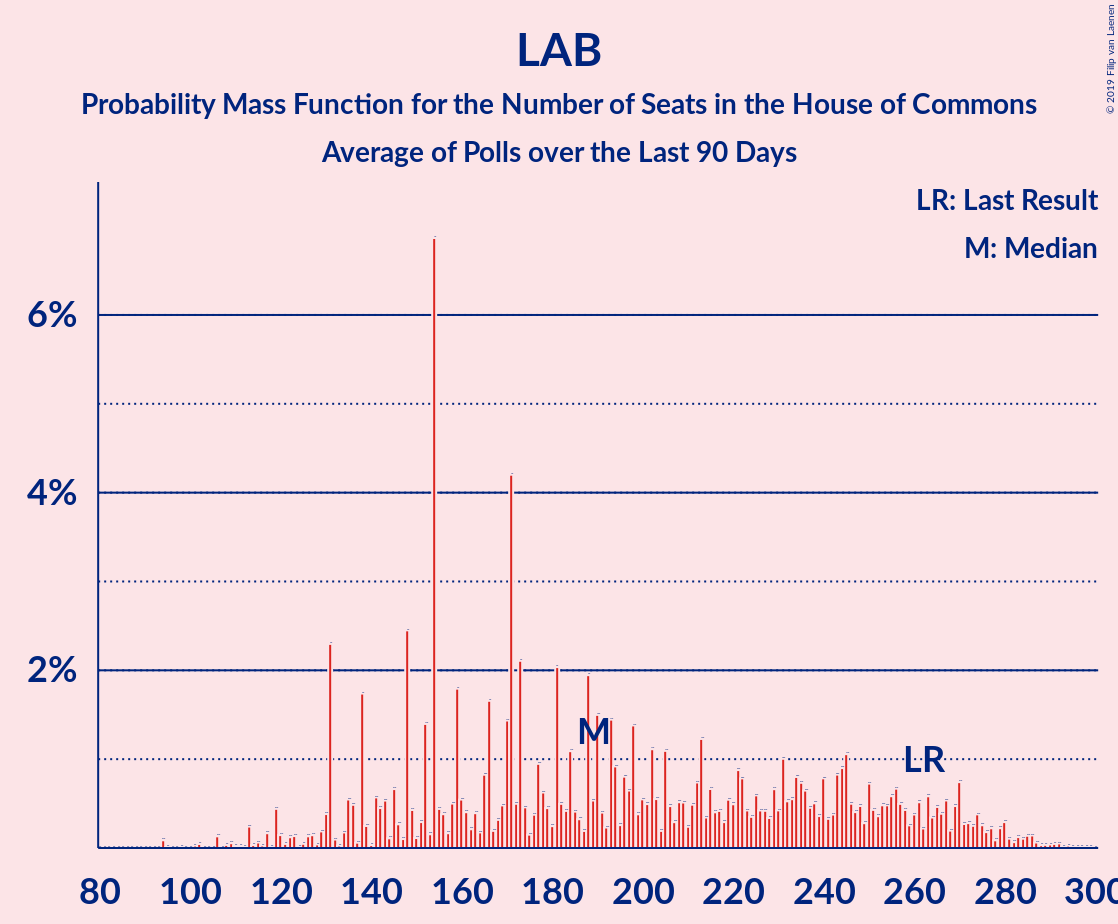 LAB
Probability Mass Function for the Number of Seats in the House of Commons
Average of Polls over the Last 90 Days
© 2019 Filip van Laenen
LR: Last Result
M: Median
6%
4%
2%
M
LR
80 100 120 140 160 180 200 220 240 260 280 300